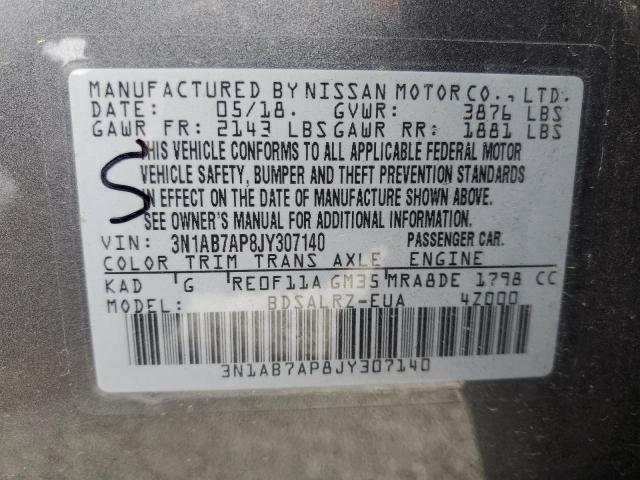 MANUFACTURED BY NISSAN MOTOR CO., LTD.
DATE: 05/18. GVWR: 3876 LBS
GAWR FR: 2143 LBS GAWR RR: 1881 LBS
THIS VEHICLE CONFORMS TO ALL APPLICABLE FEDERAL MOTOR
VEHICLE SAFETY, BUMPER AND THEFT PREVENTION STANDARDS
IN EFFECT ON THE DATE OF MANUFACTURE SHOWN ABOVE.
SEE OWNER'S MANUAL FOR ADDITIONAL INFORMATION.
S
VIN: 3N1AB7AP8JY307140 PASSENGER CAR.
COLOR TRIM TRANS AXLE ENGINE
KAD G RE0F11A GM35 MRA8DE 1798 CC
MODEL: BDSALRZ-EUA 4Z000
3N1AB7AP8JY307140